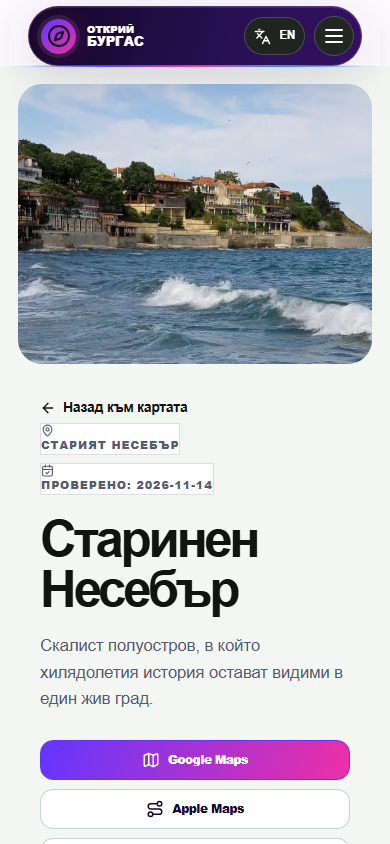 ОТКРИЙ
БУРГАС
EN
Назад към картата
СТАРИЯТ НЕСЕБЪР
ПРОВЕРЕНО: 2026-11-14
Старинен
Несебър
Скалист полуостров, в който
хилядолетия история остават видими в
един жив град.
Google Maps
Apple Maps